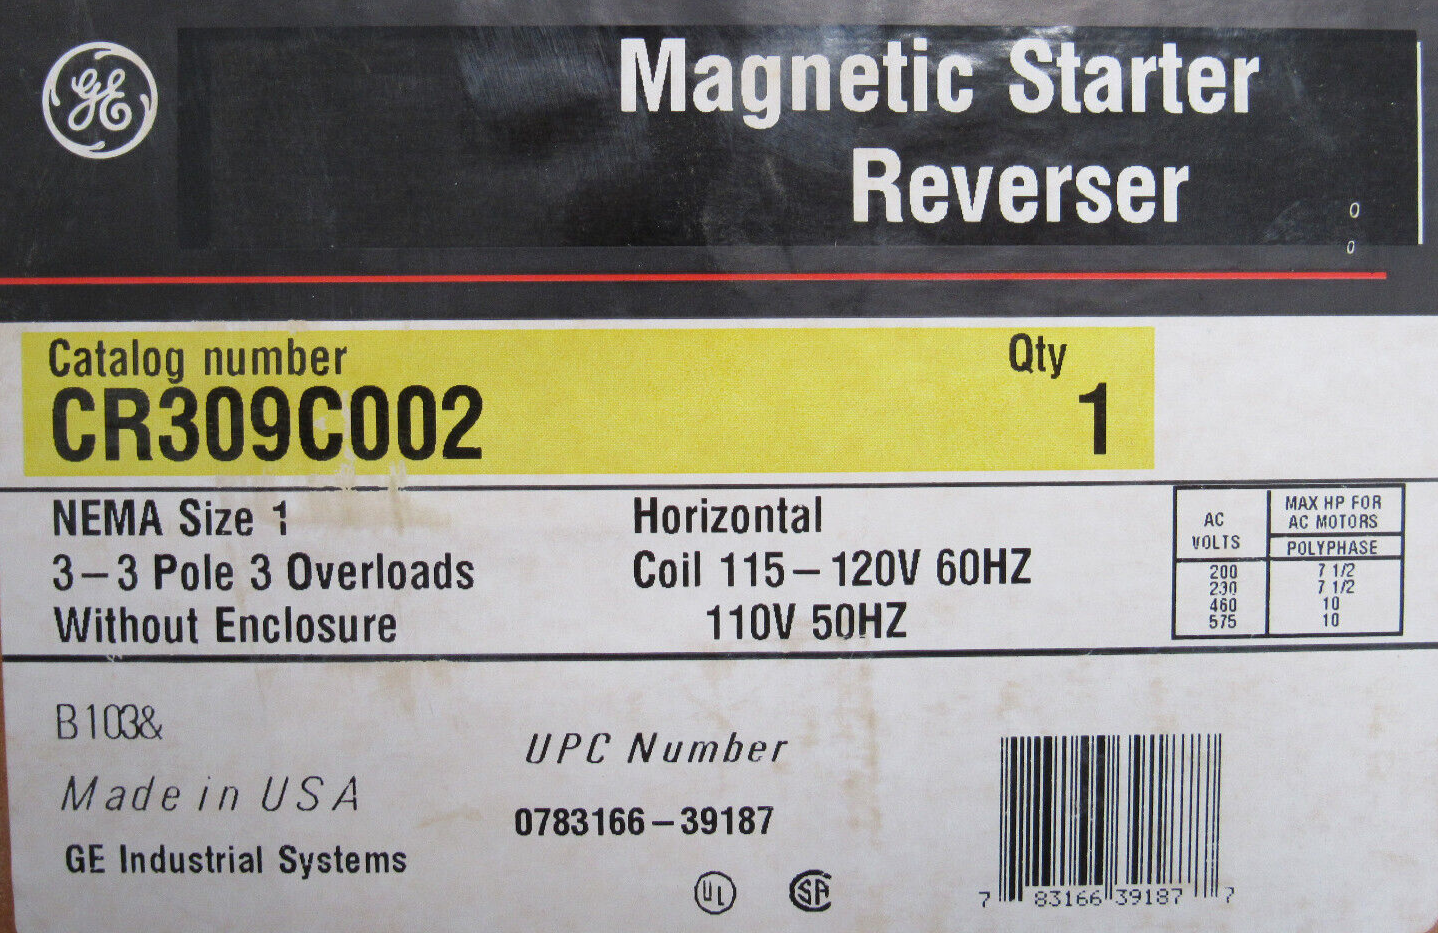 GE
Magnetic Starter
Reverser
0
0
Catalog number
Qty
CR309C002
1
NEMA Size 1
Horizontal
3-3 Pole 3 Overloads
Coil 115-120V 60HZ
Without Enclosure
110V 50HZ
AC VOLTS
MAX HP FOR
AC MOTORS
POLYPHASE
200 7 1/2
230 7 1/2
460 10
575 10
B103&
Made in USA
GE Industrial Systems
UPC Number
0783166-39187
UL
SA
7 83166 39187 7